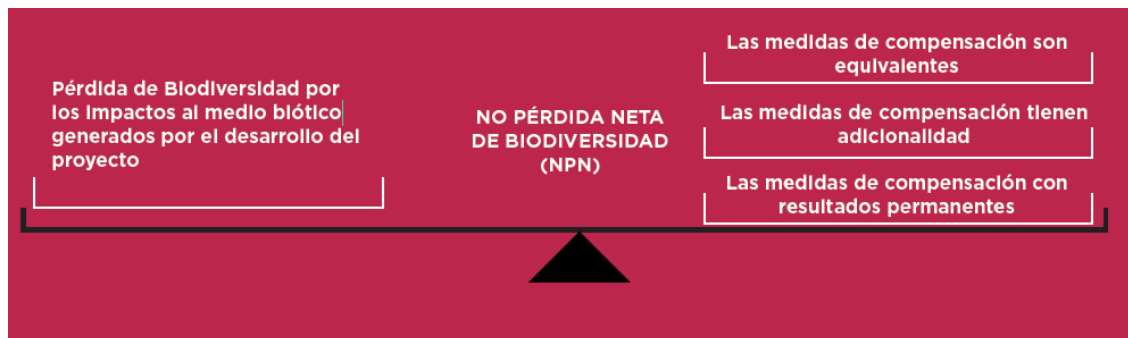 Pérdida de Biodiversidad por
los impactos al medio biótico
generados por el desarrollo del
proyecto
NO PÉRDIDA NETA
DE BIODIVERSIDAD
(NPN)
Las medidas de compensación son
equivalentes
Las medidas de compensación tienen
adicionalidad
Las medidas de compensación con
resultados permanentes